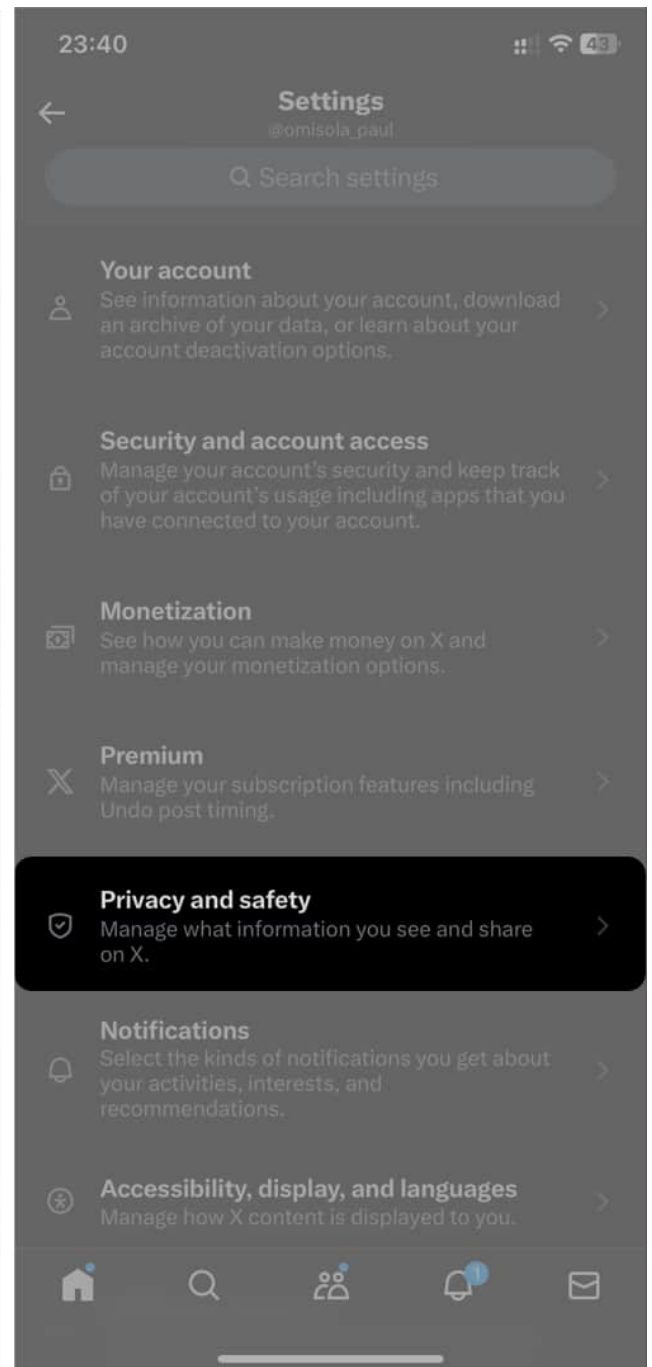 23:40
43
Settings
@omisola_paul
Search settings
Your account
See information about your account, download
an archive of your data, or learn about your
account deactivation options.
Security and account access
Manage your account's security and keep track
of your account's usage including apps that you
have connected to your account.
Monetization
See how you can make money on X and
manage your monetization options.
Premium
Manage your subscription features including
Undo post timing.
Privacy and safety
Manage what information you see and share
on X.
Notifications
Select the kinds of notifications you get about
your activities, interests, and
recommendations.
Accessibility, display, and languages
Manage how X content is displayed to you.
1